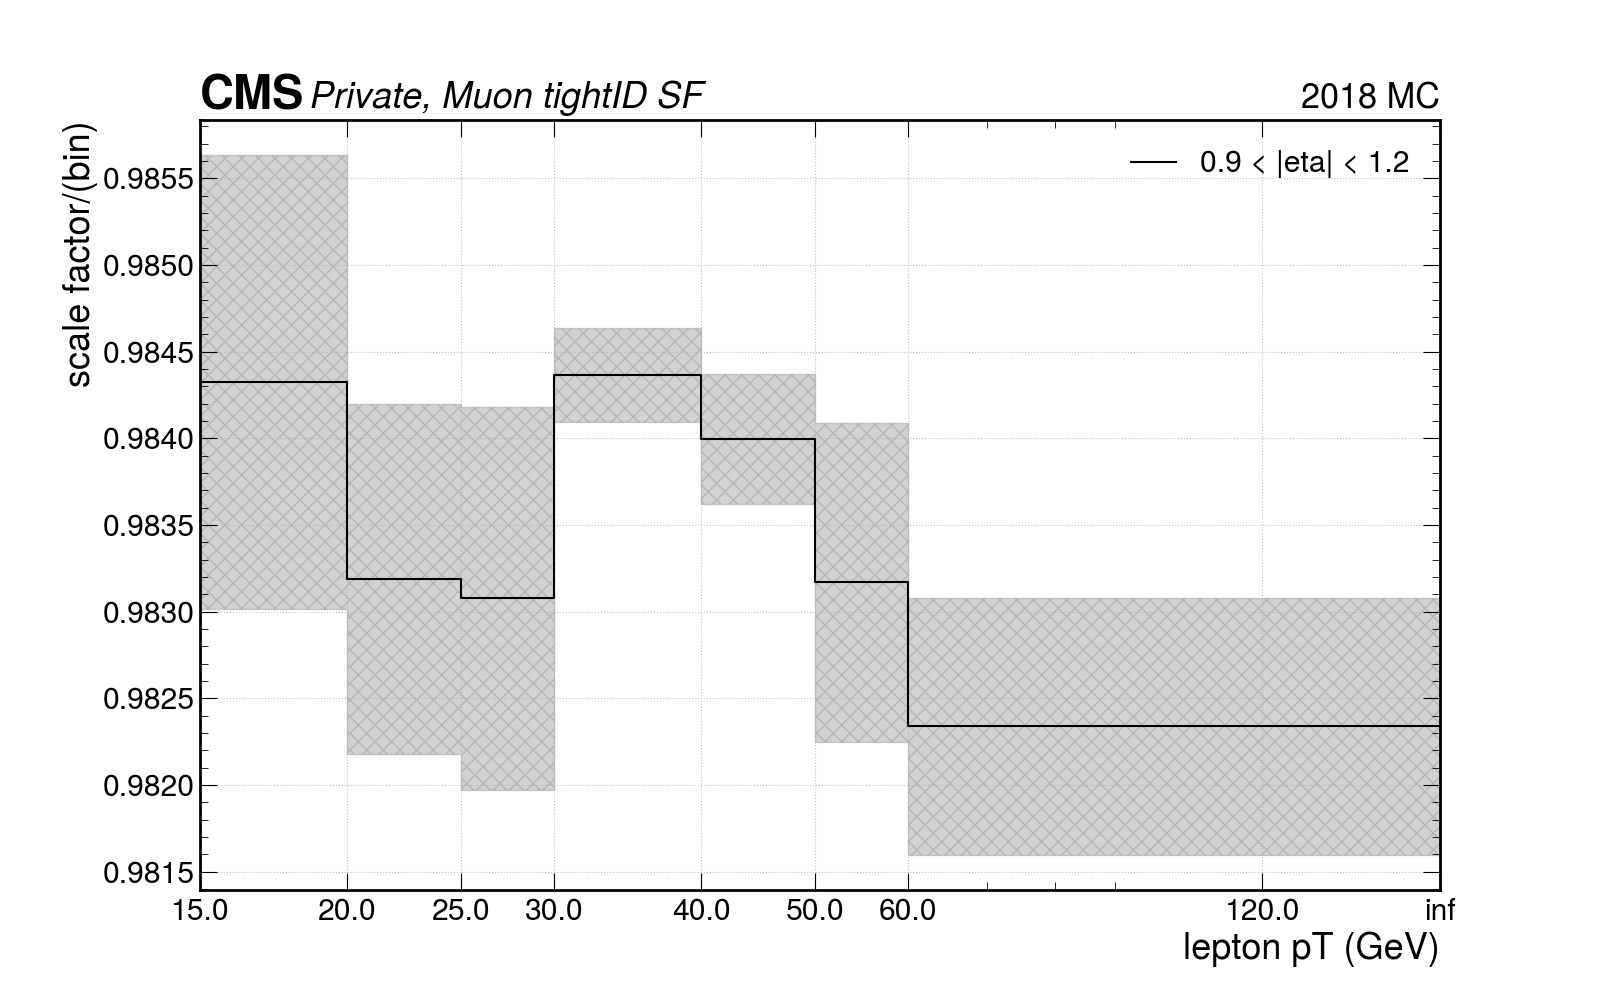 CMS Private, Muon tightID SF 2018 MC
scale factor/(bin)
0.9 < |eta| < 1.2
0.9855
0.9850
0.9845
0.9840
0.9835
0.9830
0.9825
0.9820
0.9815
15.0 20.0 25.0 30.0 40.0 50.0 60.0 120.0 inf
lepton pT (GeV)